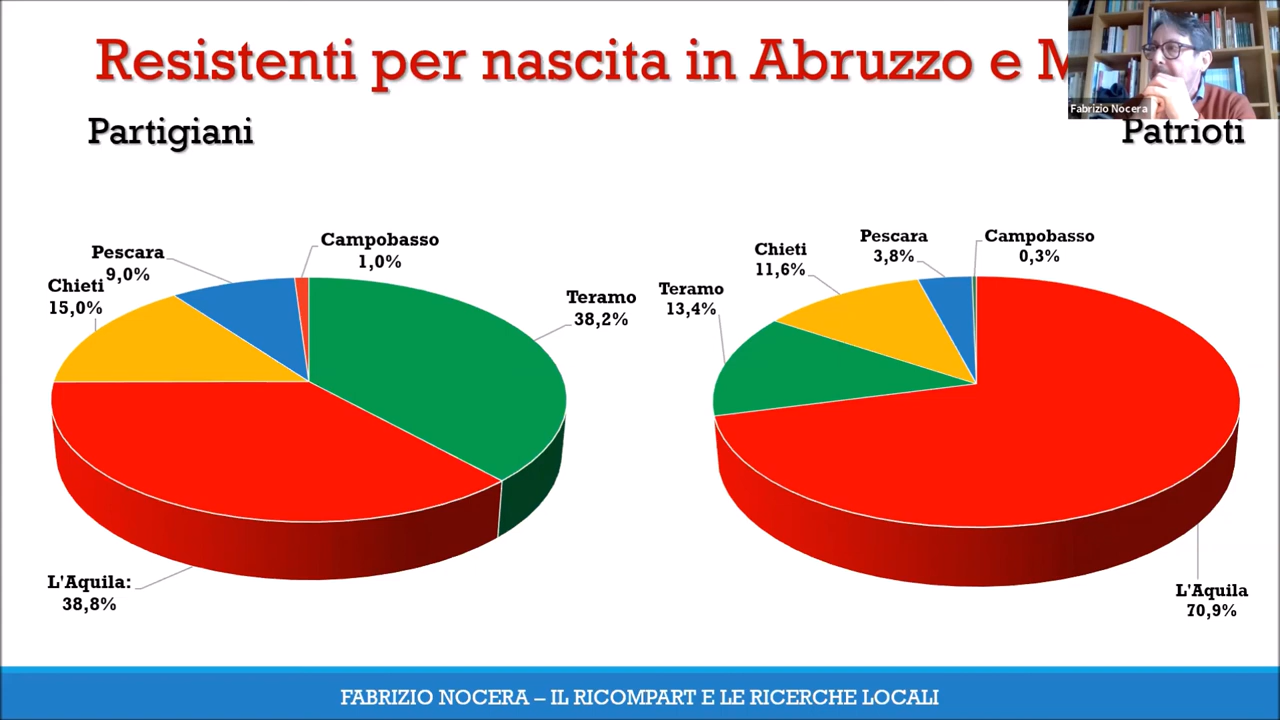 Resistenti per nascita in Abruzzo e
Fabrizio Nocera
Partigiani
Patrioti
Campobasso
1,0%
Pescara
9,0%
Chieti
15,0%
Teramo
38,2%
L'Aquila:
38,8%
Campobasso
0,3%
Pescara
3,8%
Chieti
11,6%
Teramo
13,4%
L'Aquila
70,9%
FABRIZIO NOCERA – IL RICOMPART E LE RICERCHE LOCALI